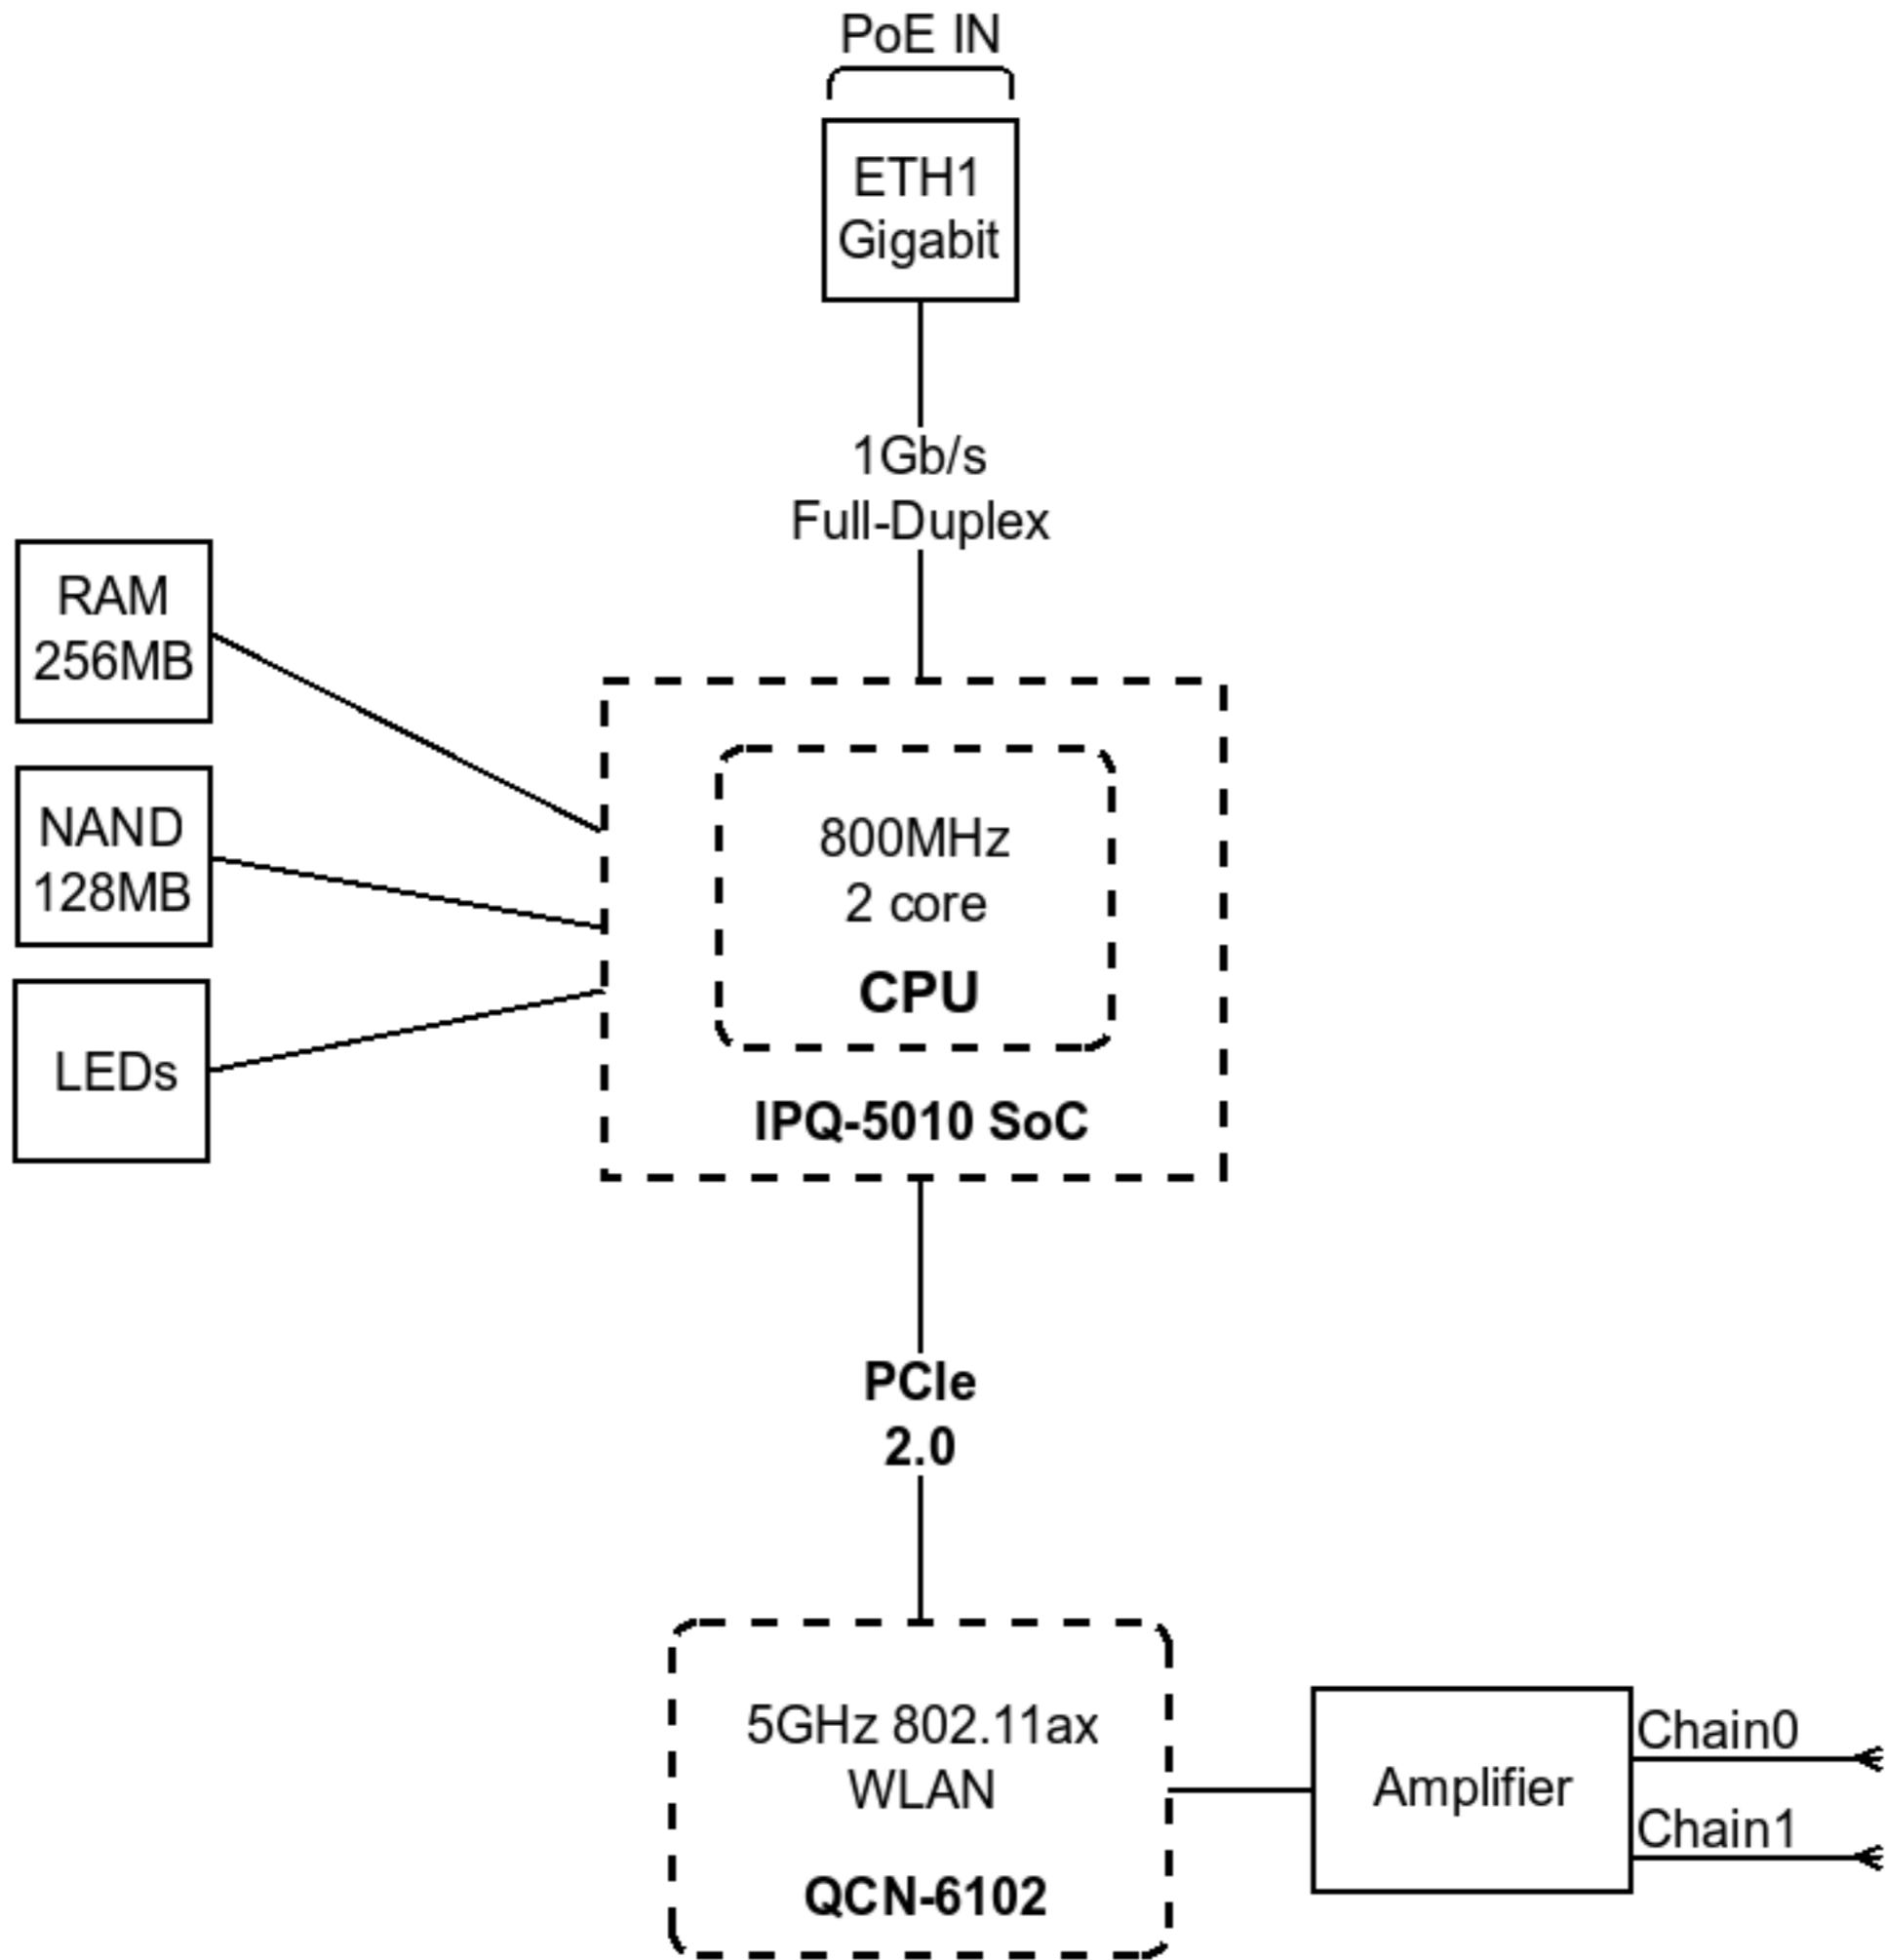 PoE IN
ETH1
Gigabit
1Gb/s
Full-Duplex
RAM
256MB
NAND
128MB
LEDs
800MHz
2 core
CPU
IPQ-5010 SoC
PCIe
2.0
5GHz 802.11ax
WLAN
QCN-6102
Amplifier
Chain0
Chain1